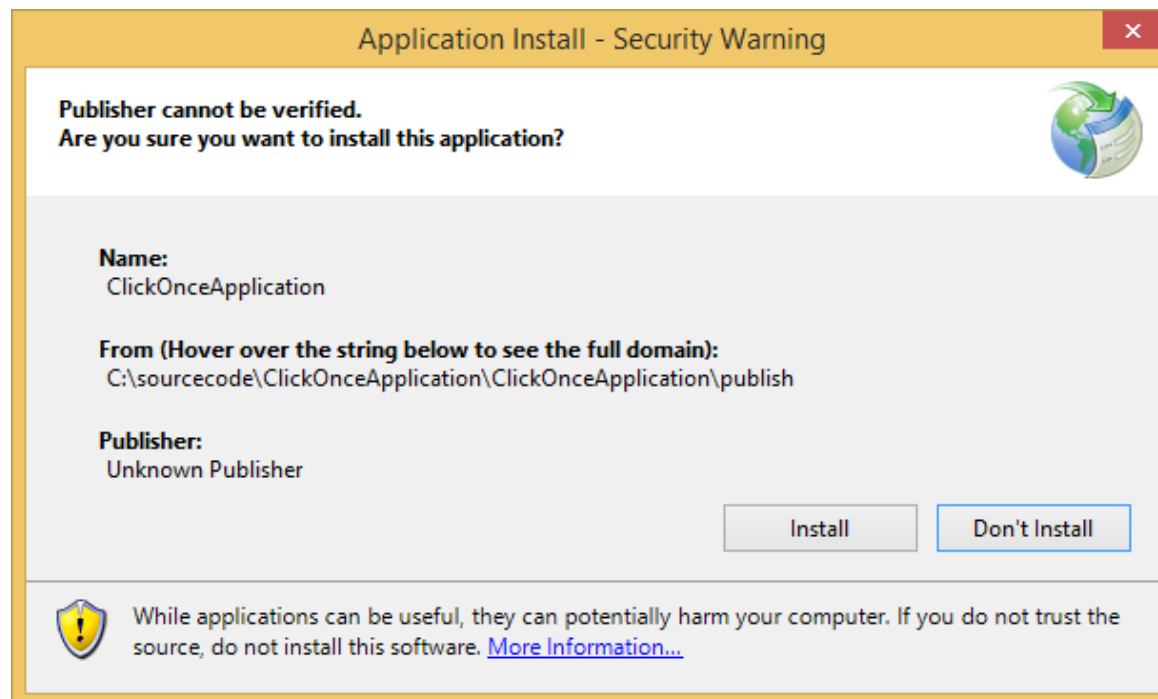 Application Install - Security Warning
Publisher cannot be verified.
Are you sure you want to install this application?
Name:
ClickOnceApplication
From (Hover over the string below to see the full domain):
C:\sourcecode\ClickOnceApplication\ClickOnceApplication\publish
Publisher:
Unknown Publisher
Install
Don't Install
While applications can be useful, they can potentially harm your computer. If you do not trust the
source, do not install this software. More Information...